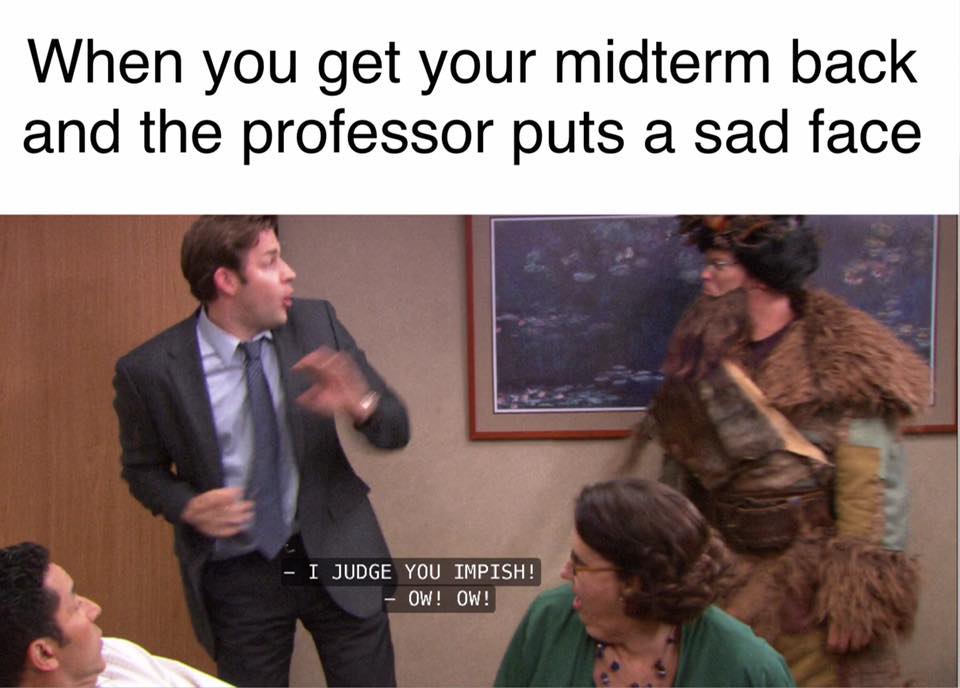 When you get your midterm back
and the professor puts a sad face
– I JUDGE YOU IMPISH!
– OW! OW!